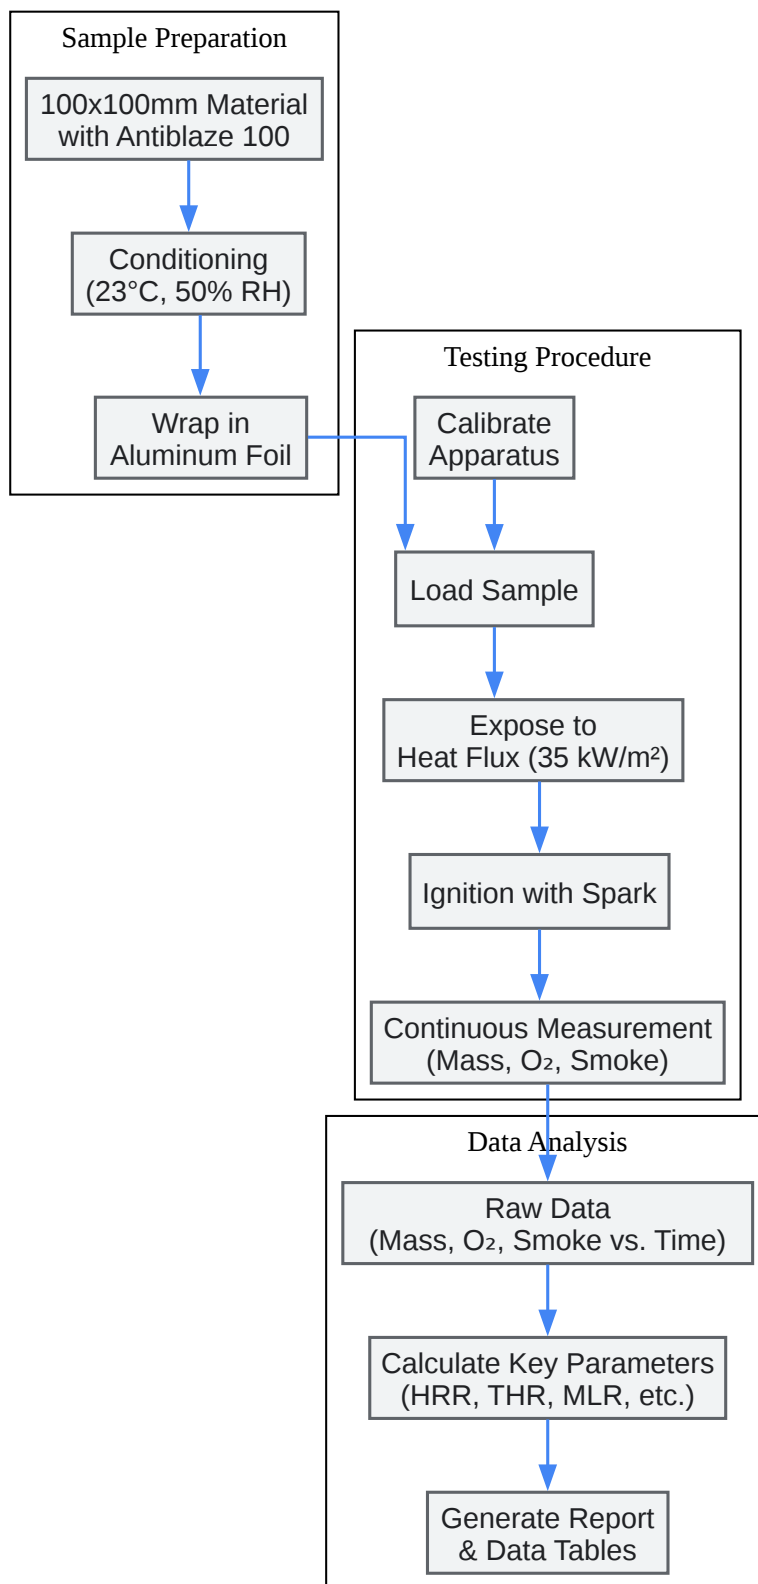 Sample Preparation
100x100mm Material
with Antiblaze 100
Conditioning
(23°C, 50% RH)
Wrap in
Aluminum Foil
Testing Procedure
Calibrate
Apparatus
Load Sample
Expose to
Heat Flux (35 kW/m²)
Ignition with Spark
Continuous Measurement
(Mass, O₂, Smoke)
Data Analysis
Raw Data
(Mass, O₂, Smoke vs. Time)
Calculate Key Parameters
(HRR, THR, MLR, etc.)
Generate Report
& Data Tables